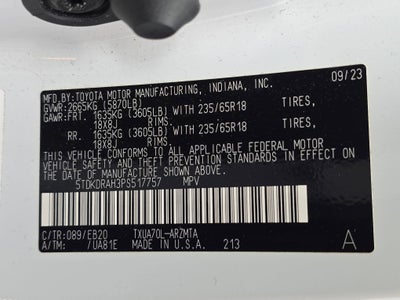 MFD.BY:TOYOTA MOTOR MANUFACTURING, INDIANA, INC. 09/23
GVWR:2665KG (5870LB)
GAWR:FRT. 1635KG (3605LB) WITH 235/65R18 TIRES,
18X8J RIMS,
RR. 1635KG (3605LB) WITH 235/65R18 TIRES,
18X8J RIMS,
THIS VEHICLE CONFORMS TO ALL APPLICABLE FEDERAL MOTOR
VEHICLE SAFETY, AND THEFT PREVENTION STANDARDS IN EFFECT ON
THE DATE OF MANUFACTURE SHOWN ABOVE.
5TDKDRAH3PS517757 MPV
C/TR:089/EB20 TXUA70L-ARZMTA A
A/TM: /UA81E MADE IN U.S.A. 213